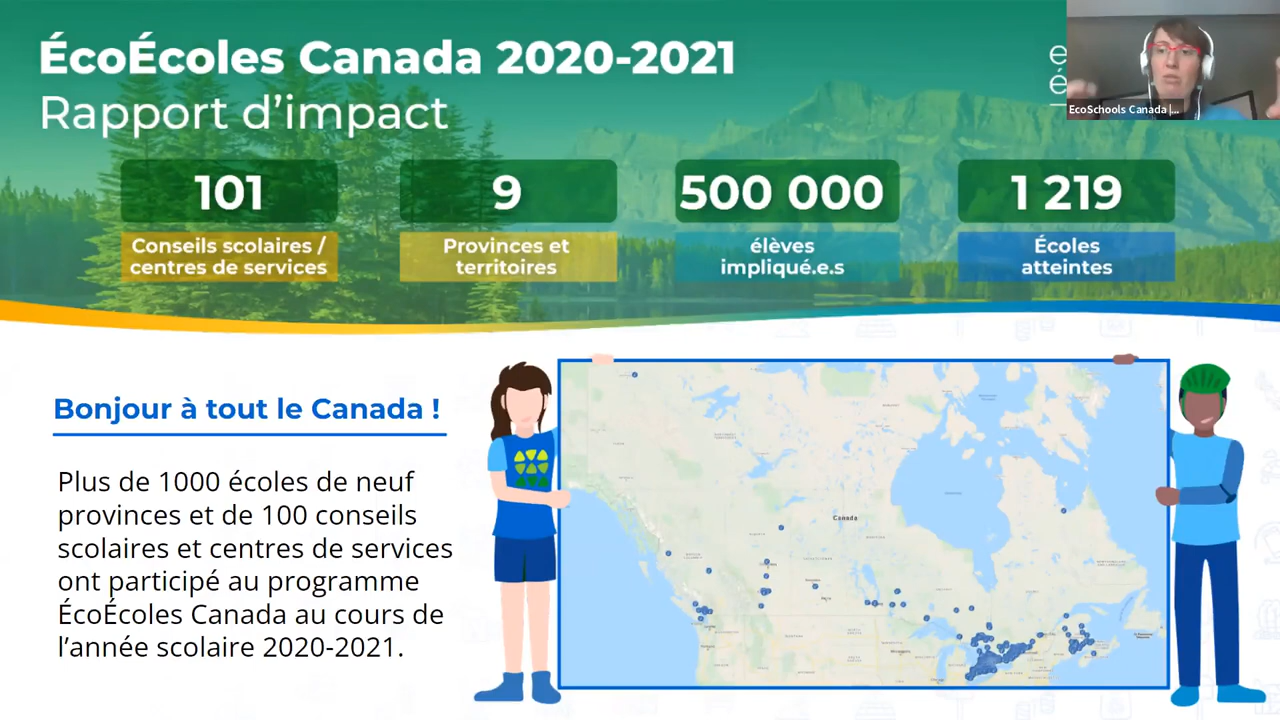 ÉcoÉcoles Canada 2020-2021
Rapport d'impact
EcoSchools Canada |...
101
9
500 000
1 219
Conseils scolaires /
centres de services
Provinces et
territoires
élèves
impliqué.e.s
Écoles
atteintes
Bonjour à tout le Canada !
Plus de 1000 écoles de neuf
provinces et de 100 conseils
scolaires et centres de services
ont participé au programme
ÉcoÉcoles Canada au cours de
l'année scolaire 2020-2021.
Canada